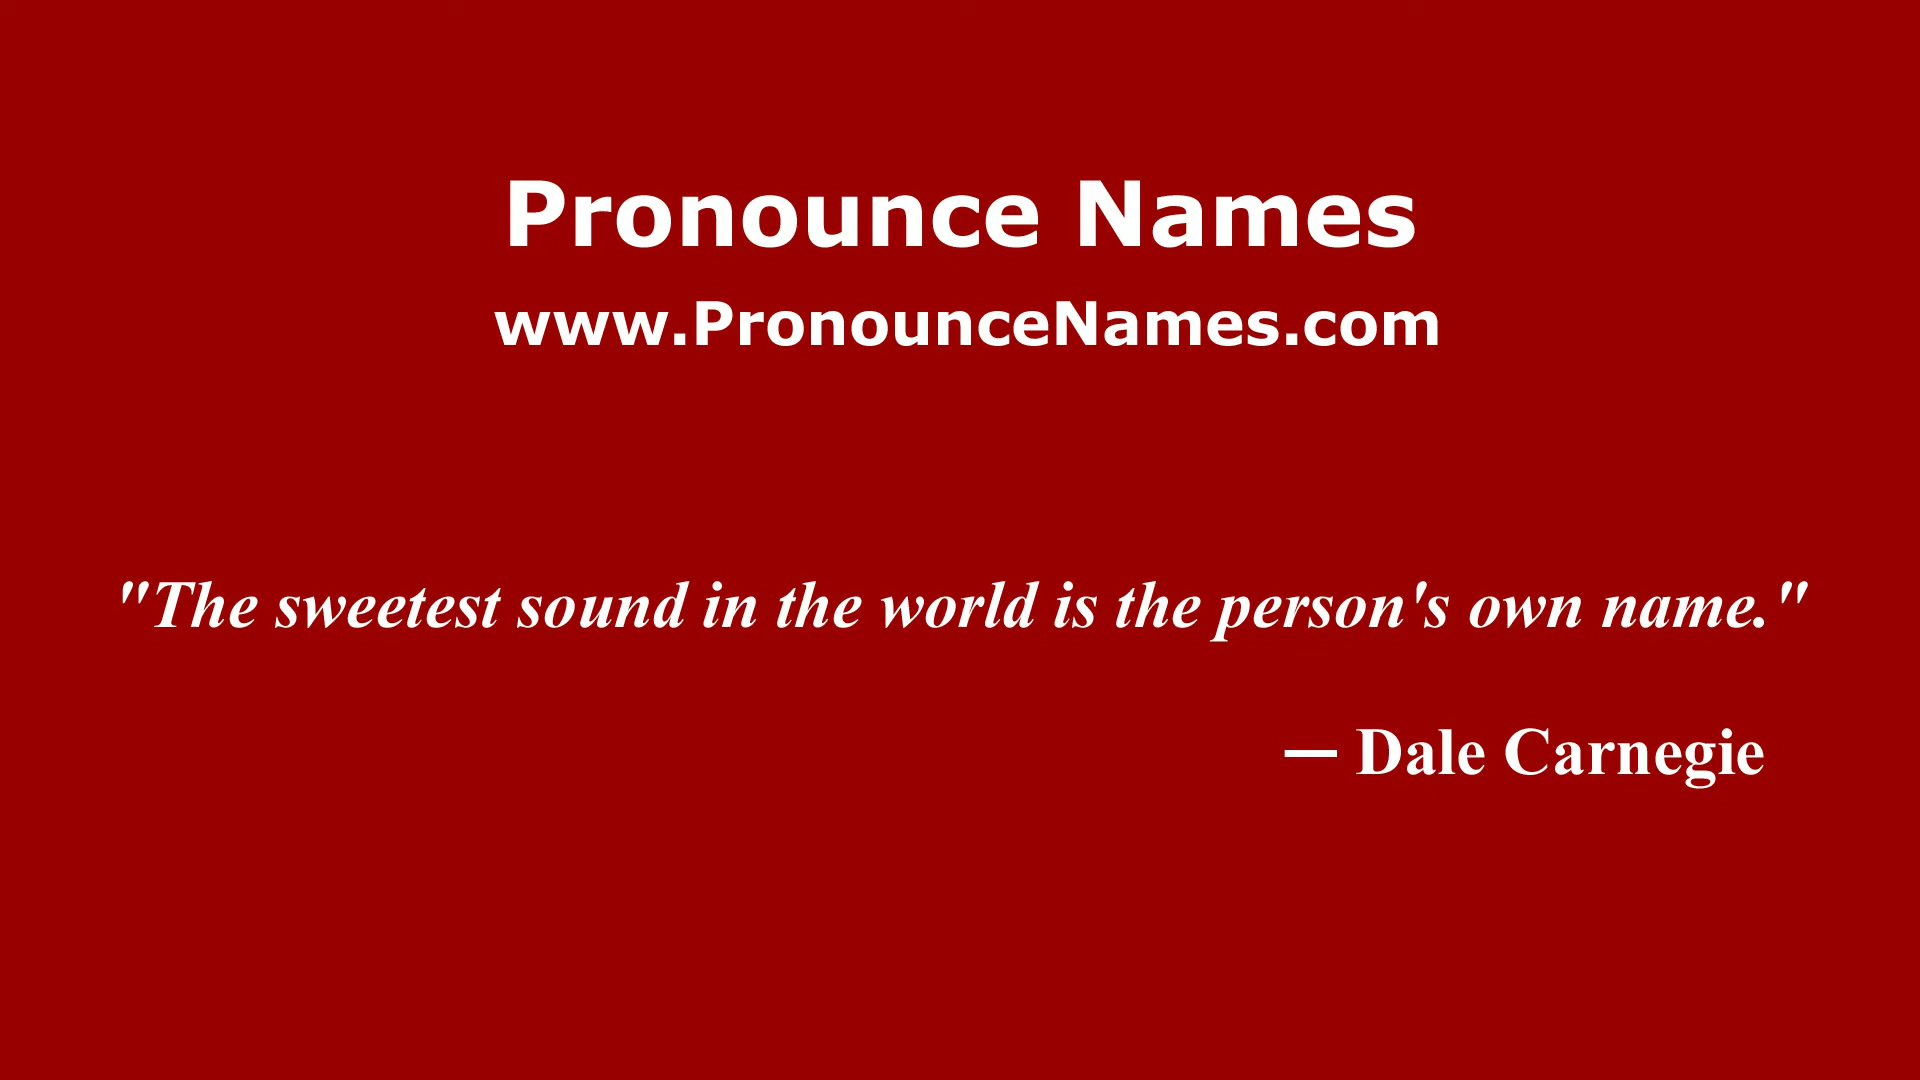 Pronounce Names
www.PronounceNames.com
"The sweetest sound in the world is the person's own name."
— Dale Carnegie